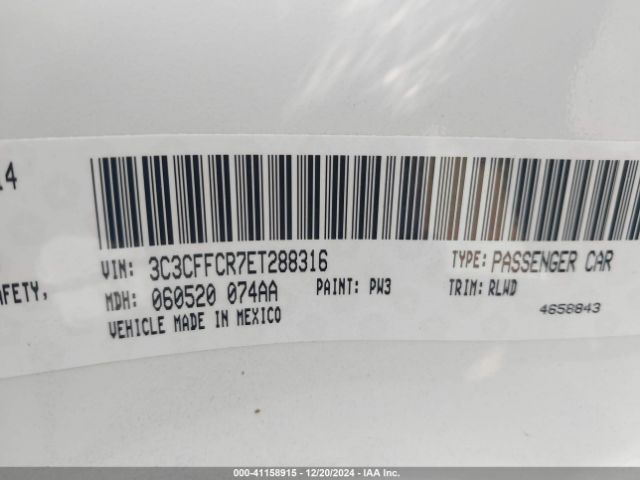 .4
VIN: 3C3CFFCR7ET288316 TYPE: PASSENGER CAR
AFETY, MDH: 060520 074AA PAINT: PW3 TRIM: RLWD
VEHICLE MADE IN MEXICO 4658843
000-41158915 | 12/20/2024 - IAA Inc.